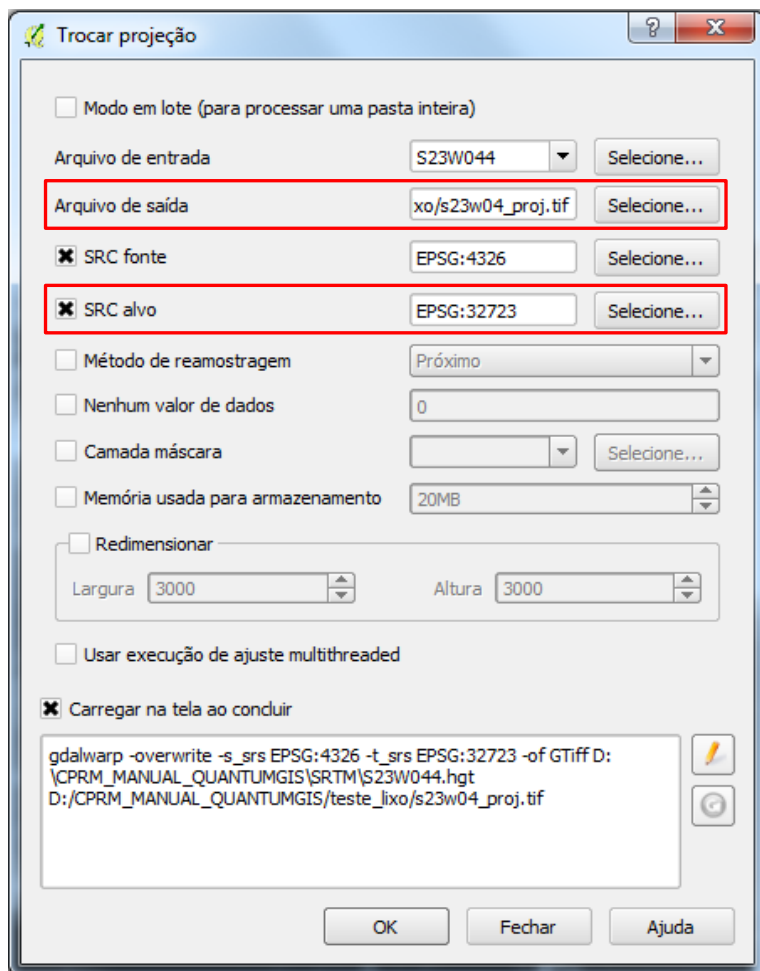 Trocar projeção
Modo em lote (para processar uma pasta inteira)
Arquivo de entrada S23W044 Selecione...
Arquivo de saída xo/s23w04_proj.tif Selecione...
SRC fonte EPSG:4326 Selecione...
SRC alvo EPSG:32723 Selecione...
Método de reamostragem Próximo
Nenhum valor de dados 0
Camada máscara Selecione...
Memória usada para armazenamento 20MB
Redimensionar
Largura 3000 Altura 3000
Usar execução de ajuste multithreaded
Carregar na tela ao concluir
gdalwarp -overwrite -s_srs EPSG:4326 -t_srs EPSG:32723 -of GTiff D:
\CPRM_MANUAL_QUANTUMGIS\SRTM\S23W044.hgt
D:/CPRM_MANUAL_QUANTUMGIS/teste_lixo/s23w04_proj.tif
OK Fechar Ajuda